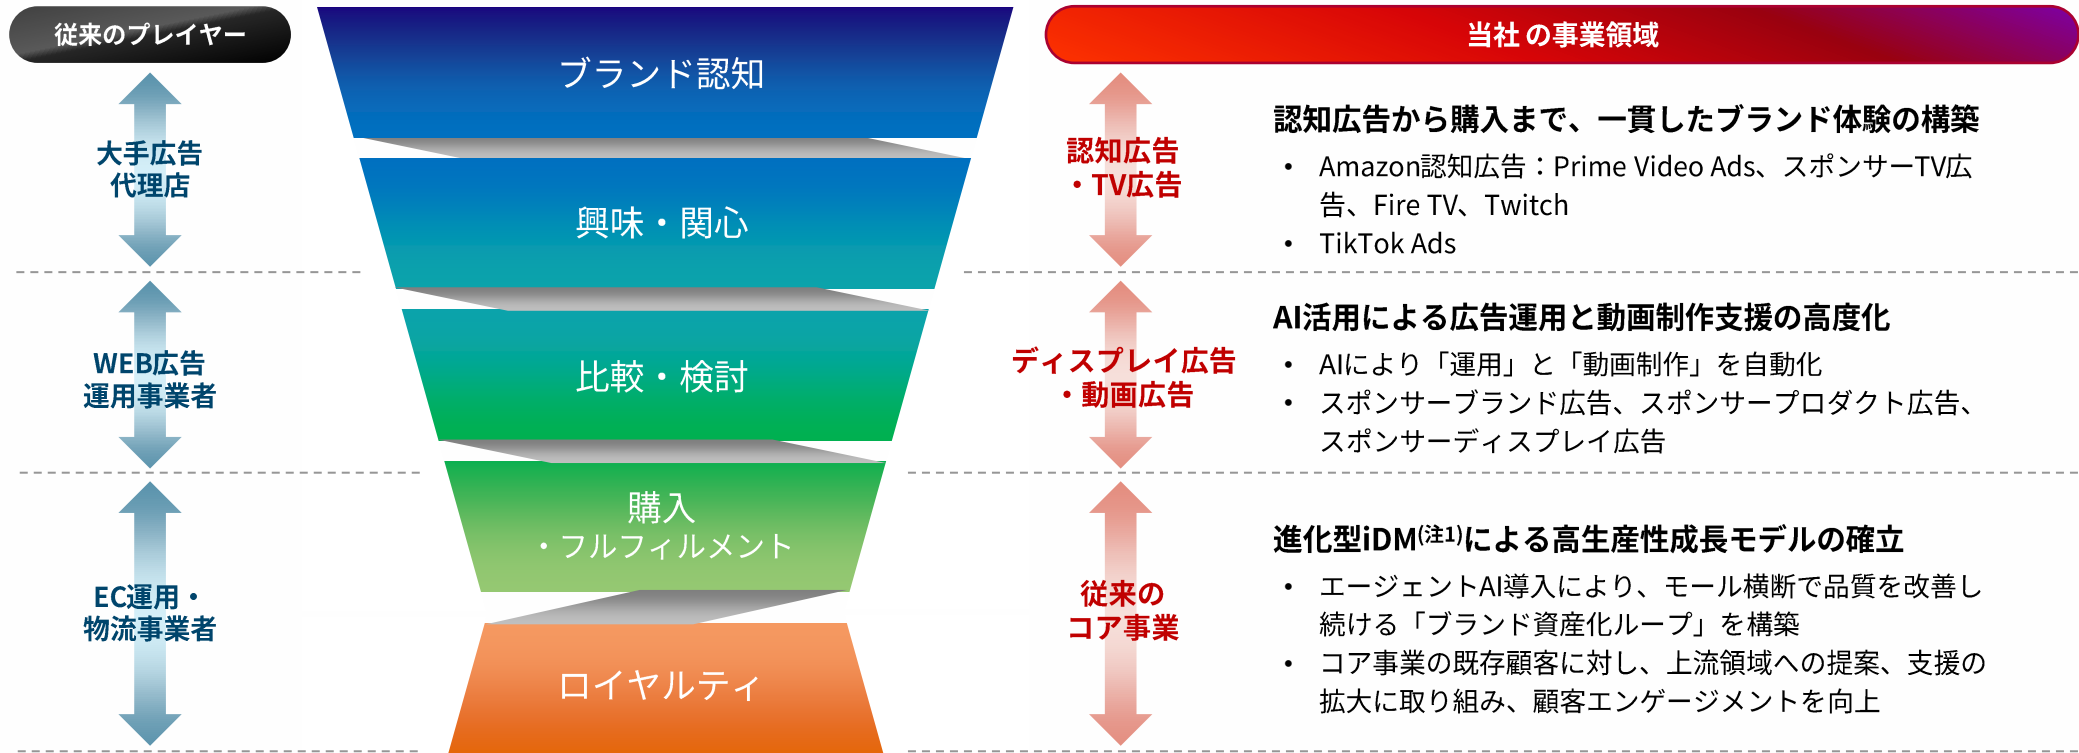 従来のプレイヤー
当社 の事業領域
大手広告
代理店
ブランド認知
興味・関心
認知広告
・TV広告
認知広告から購入まで、一貫したブランド体験の構築
• Amazon認知広告：Prime Video Ads、スポンサーTV広
告、Fire TV、Twitch
• TikTok Ads
WEB広告
運用事業者
比較・検討
ディスプレイ広告
・動画広告
AI活用による広告運用と動画制作支援の高度化
• AIにより「運用」と「動画制作」を自動化
• スポンサーブランド広告、スポンサープロダクト広告、
スポンサーディスプレイ広告
EC運用・
物流事業者
購入
・フルフィルメント
ロイヤルティ
従来の
コア事業
進化型iDM(注1)による高生産性成長モデルの確立
• エージェントAI導入により、モール横断で品質を改善し
続ける「ブランド資産化ループ」を構築
• コア事業の既存顧客に対し、上流領域への提案、支援の
拡大に取り組み、顧客エンゲージメントを向上